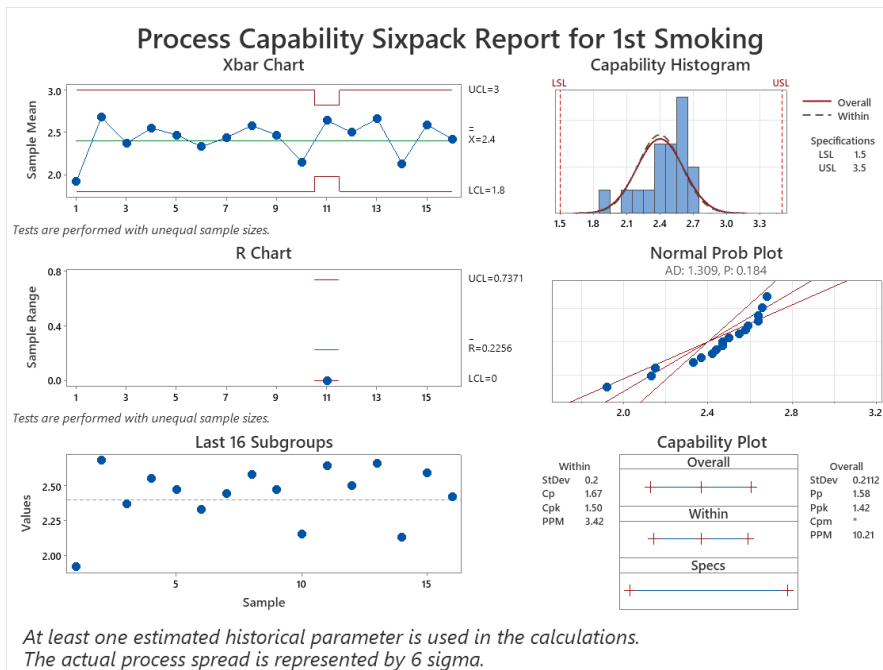 Process Capability Sixpack Report for 1st Smoking
Xbar Chart
Sample Mean
3.0
2.5
2.0
UCL=3
=
X=2.4
LCL=1.8
1 3 5 7 9 11 13 15
Tests are performed with unequal sample sizes.
R Chart
Sample Range
0.8
0.4
0.0
UCL=0.7371
_
R=0.2256
LCL=0
1 3 5 7 9 11 13 15
Tests are performed with unequal sample sizes.
Last 16 Subgroups
Values
2.50
2.25
2.00
5 10 15
Sample
Capability Histogram
LSL USL
1.5 1.8 2.1 2.4 2.7 3.0 3.3
Overall
Within
Specifications
LSL 1.5
USL 3.5
Normal Prob Plot
AD: 1.309, P: 0.184
2.0 2.4 2.8 3.2
Capability Plot
Within
StDev 0.2
Cp 1.67
Cpk 1.50
PPM 3.42
Overall
Within
Specs
Overall
StDev 0.2112
Pp 1.58
Ppk 1.42
Cpm *
PPM 10.21
At least one estimated historical parameter is used in the calculations.
The actual process spread is represented by 6 sigma.